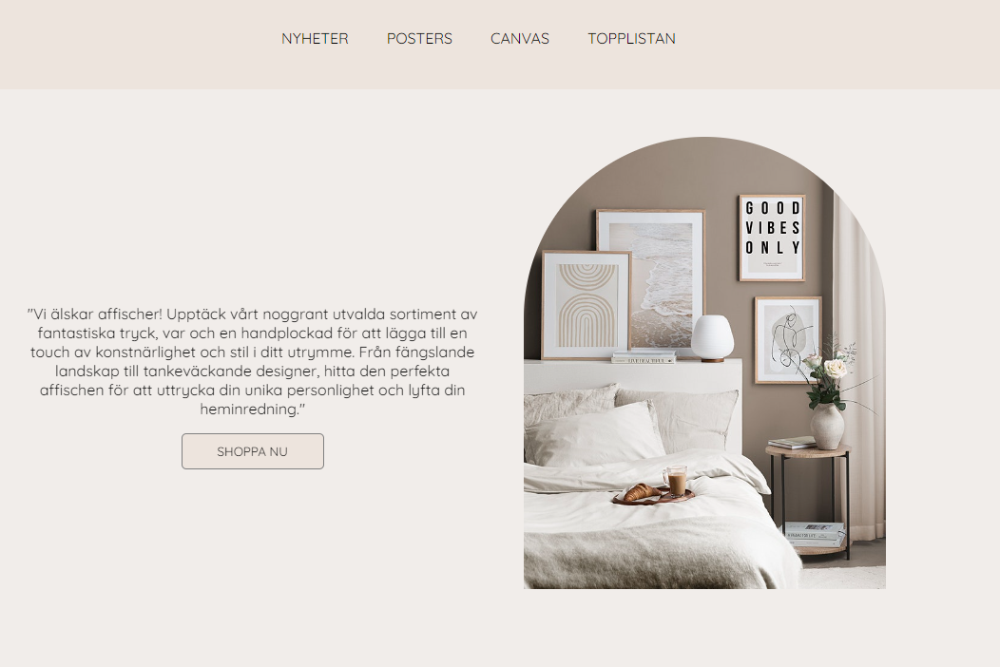 NYHETER POSTERS CANVAS TOPPLISTAN
"Vi älskar affischer! Upptäck vårt noggrant utvalda sortiment av
fantastiska tryck, var och en handplockad för att lägga till en
touch av konstnärlighet och stil i ditt utrymme. Från fängslande
landskap till tankeväckande designer, hitta den perfekta
affischen för att uttrycka din unika personlighet och lyfta din
heminredning."
SHOPPA NU
GOOD
VIBES
ONLY